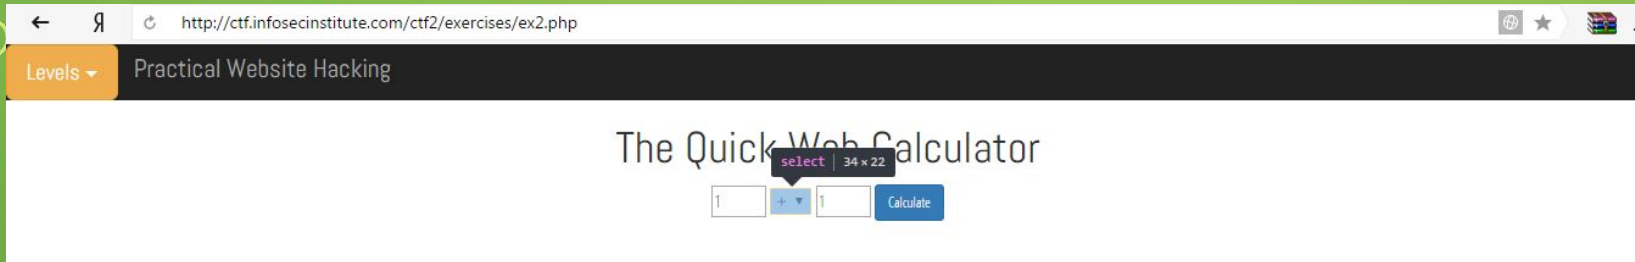 ← Я http://ctf.infosecinstitute.com/ctf2/exercises/ex2.php
Levels Practical Website Hacking
The Quick Web Calculator
select | 34 × 22
1 + 1 Calculate